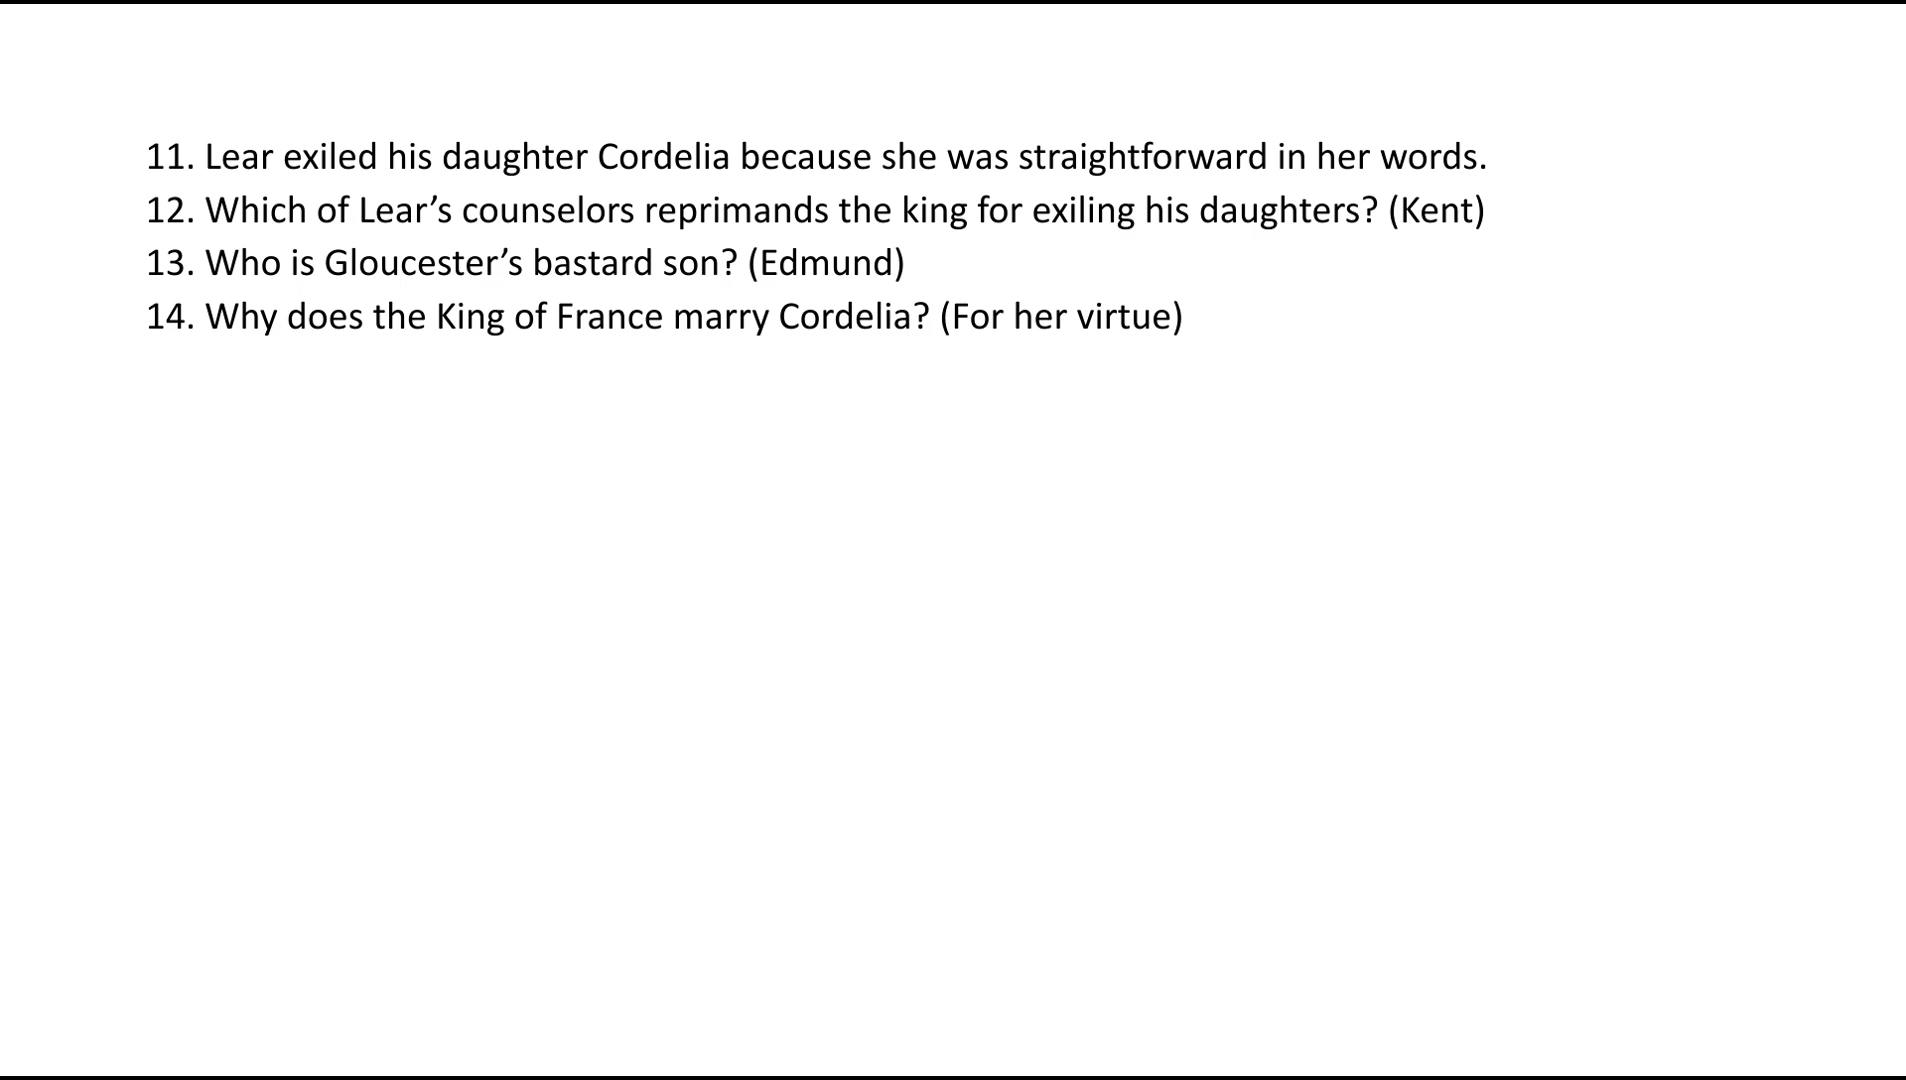 11. Lear exiled his daughter Cordelia because she was straightforward in her words.
12. Which of Lear’s counselors reprimands the king for exiling his daughters? (Kent)
13. Who is Gloucester’s bastard son? (Edmund)
14. Why does the King of France marry Cordelia? (For her virtue)